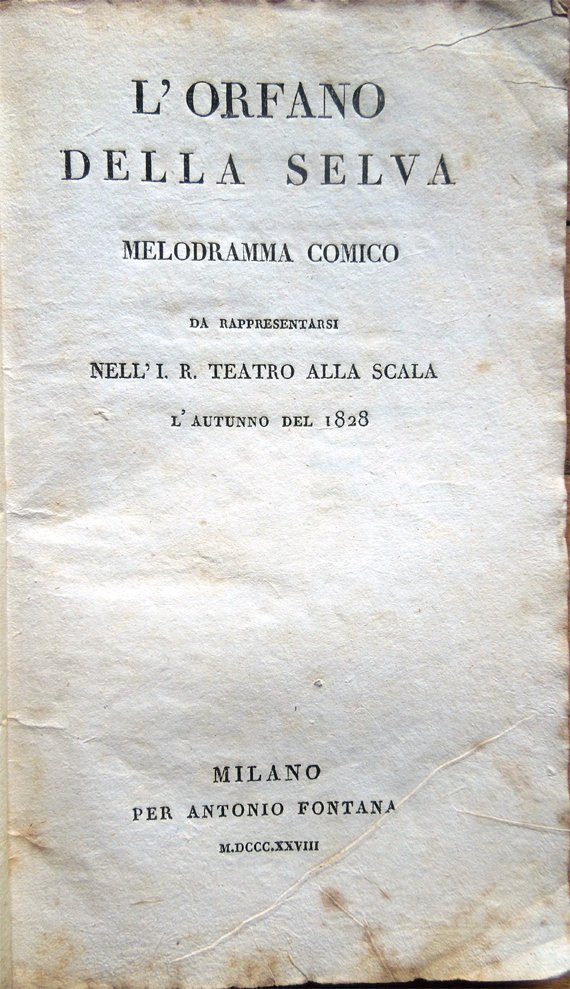 L' ORFANO
DELLA SELVA
MELODRAMMA COMICO
DA RAPPRESENTARSI
NELL' I. R. TEATRO ALLA SCALA
L' AUTUNNO DEL 1828
MILANO
PER ANTONIO FONTANA
M.DCCC.XXVIII